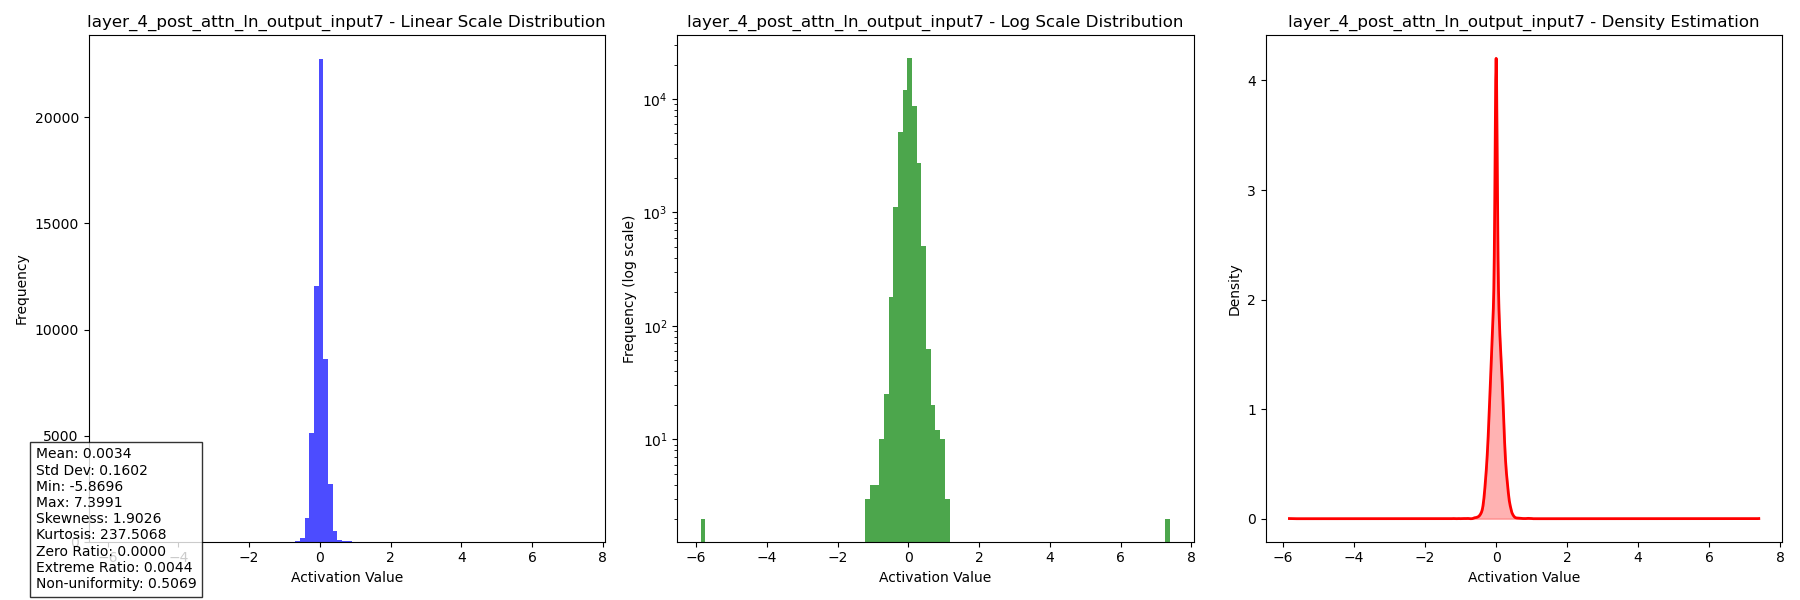 layer_4_post_attn_ln_output_input7 - Linear Scale Distribution
layer_4_post_attn_ln_output_input7 - Log Scale Distribution
layer_4_post_attn_ln_output_input7 - Density Estimation
Frequency
20000
15000
10000
5000
0
−6 −4 −2 0 2 4 6 8
Activation Value
Mean: 0.0034
Std Dev: 0.1602
Min: -5.8696
Max: 7.3991
Skewness: 1.9026
Kurtosis: 237.5068
Zero Ratio: 0.0000
Extreme Ratio: 0.0044
Non-uniformity: 0.5069
Frequency (log scale)
10⁴
10³
10²
10¹
−6 −4 −2 0 2 4 6 8
Activation Value
Density
4
3
2
1
0
−6 −4 −2 0 2 4 6 8
Activation Value